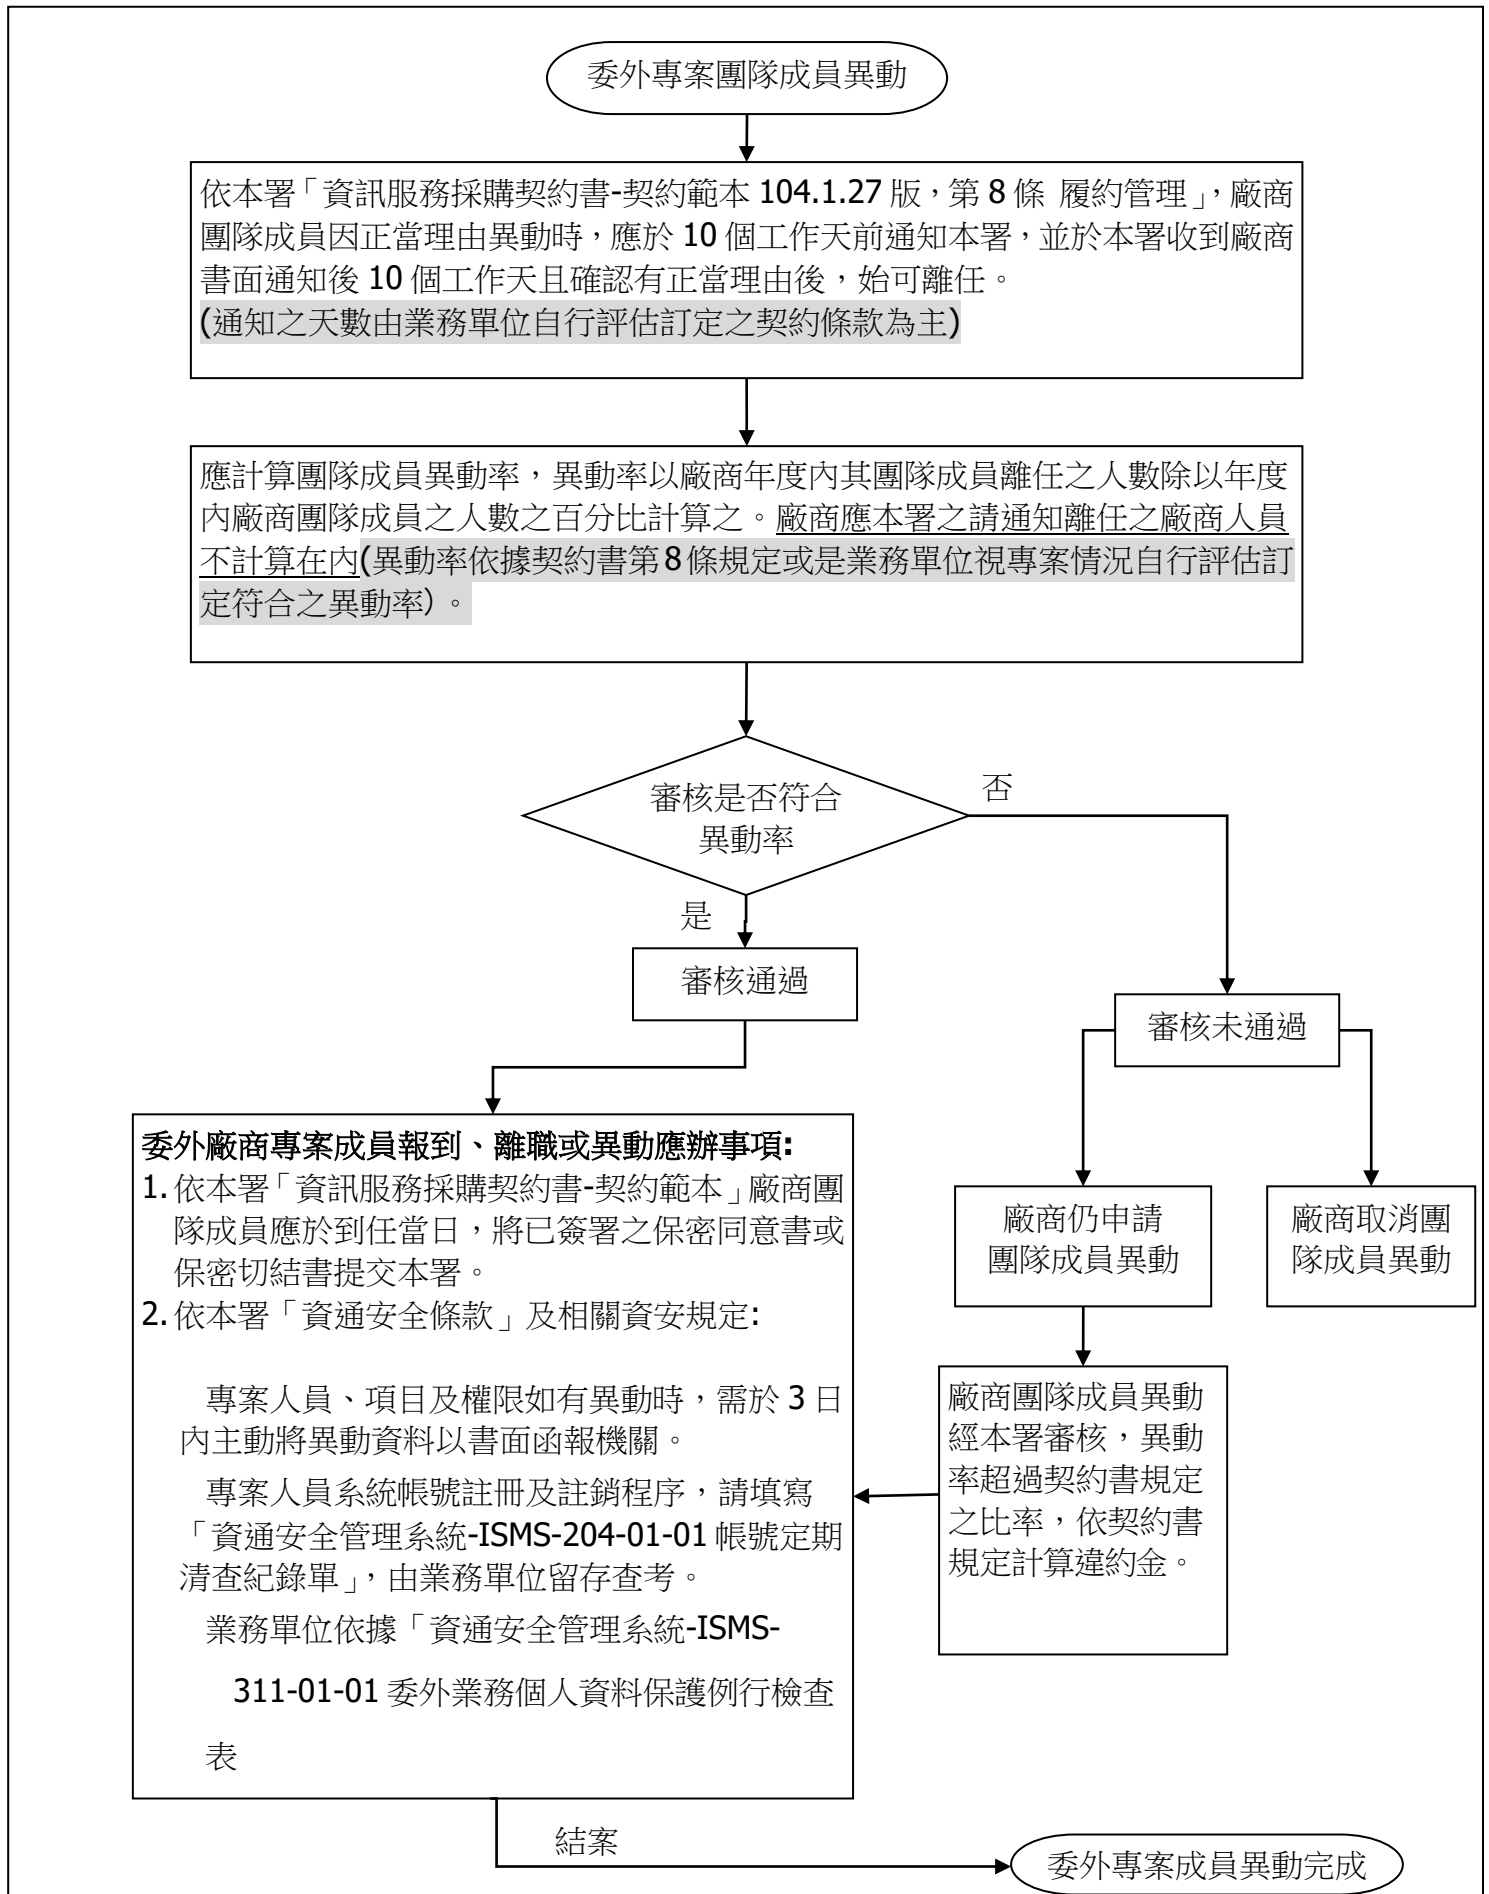 委外專案團隊成員異動
依本署「資訊服務採購契約書-契約範本 104.1.27 版，第 8 條 履約管理」，廠商
團隊成員因正當理由異動時，應於 10 個工作天前通知本署，並於本署收到廠商
書面通知後 10 個工作天且確認有正當理由後，始可離任。
(通知之天數由業務單位自行評估訂定之契約條款為主)
應計算團隊成員異動率，異動率以廠商年度內其團隊成員離任之人數除以年度
內廠商團隊成員之人數之百分比計算之。廠商應本署之請通知離任之廠商人員
不計算在內(異動率依據契約書第 8 條規定或是業務單位視專案情況自行評估訂
定符合之異動率)。
審核是否符合
異動率
否
是
審核通過
審核未通過
委外廠商專案成員報到、離職或異動應辦事項:
1. 依本署「資訊服務採購契約書-契約範本」廠商團
隊成員應於到任當日，將已簽署之保密同意書或
保密切結書提交本署。
2. 依本署「資通安全條款」及相關資安規定:
專案人員、項目及權限如有異動時，需於 3 日
內主動將異動資料以書面函報機關。
專案人員系統帳號註冊及註銷程序，請填寫
「資通安全管理系統-ISMS-204-01-01 帳號定期
清查紀錄單」，由業務單位留存查考。
業務單位依據「資通安全管理系統-ISMS-
311-01-01 委外業務個人資料保護例行檢查
表
廠商仍申請
團隊成員異動
廠商取消團
隊成員異動
廠商團隊成員異動
經本署審核，異動
率超過契約書規定
之比率，依契約書
規定計算違約金。
結案
委外專案成員異動完成